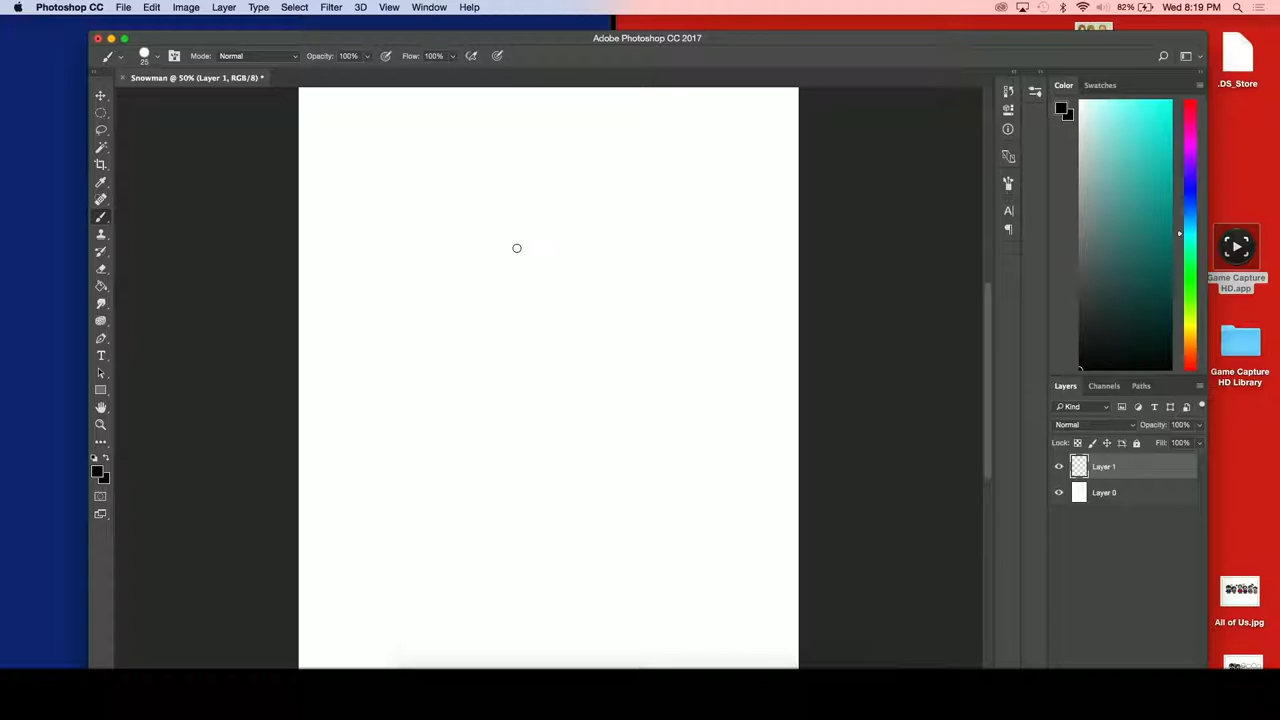 Photoshop CC File Edit Image Layer Type Select Filter 3D View Window Help 82% Wed 8:19 PM
Adobe Photoshop CC 2017
25 Mode: Normal Opacity: 100% Flow: 100%
Snowman @ 50% (Layer 1, RGB/8) *
Color Swatches
.DS_Store
Game Capture
HD.app
Game Capture
HD Library
Layers Channels Paths
Kind
Normal Opacity: 100%
Lock: Fill: 100%
Layer 1
Layer 0
All of Us.jpg